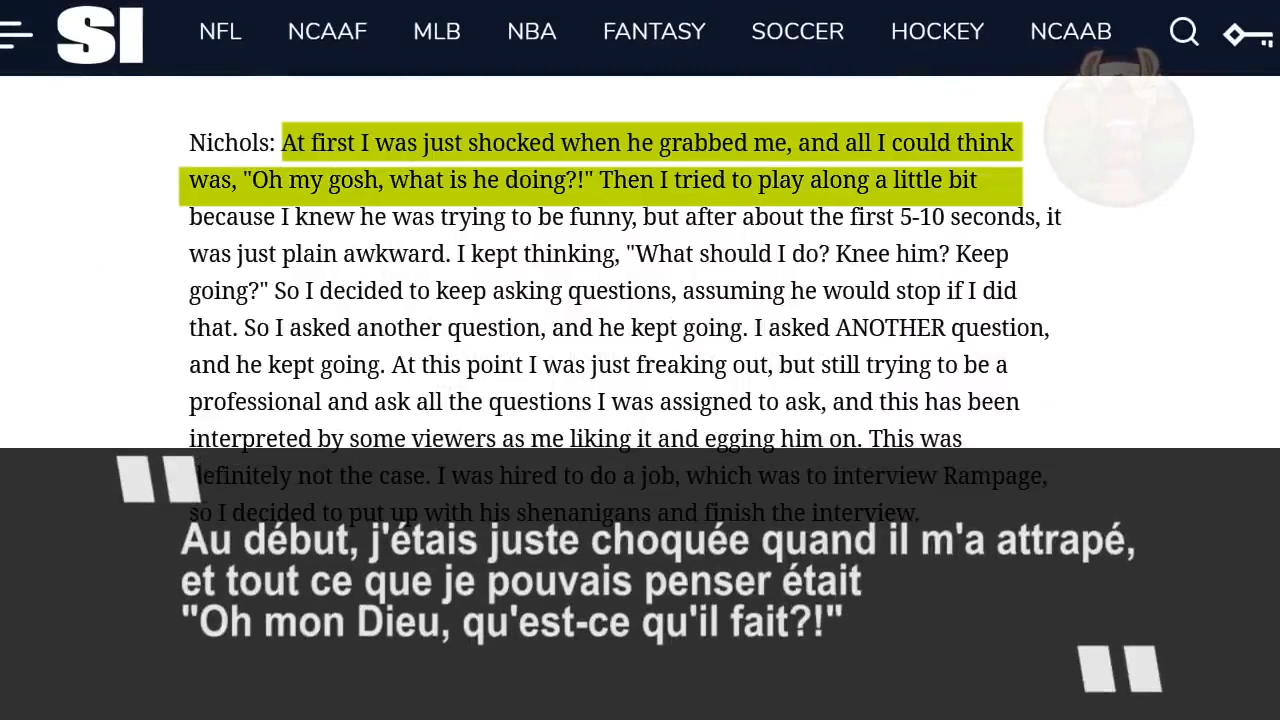 SI NFL NCAAF MLB NBA FANTASY SOCCER HOCKEY NCAAB
Nichols: At first I was just shocked when he grabbed me, and all I could think
was, "Oh my gosh, what is he doing?!" Then I tried to play along a little bit
because I knew he was trying to be funny, but after about the first 5-10 seconds, it
was just plain awkward. I kept thinking, "What should I do? Knee him? Keep
going?" So I decided to keep asking questions, assuming he would stop if I did
that. So I asked another question, and he kept going. I asked ANOTHER question,
and he kept going. At this point I was just freaking out, but still trying to be a
professional and ask all the questions I was assigned to ask, and this has been
interpreted by some viewers as me liking it and egging him on. This was
definitely not the case. I was hired to do a job, which was to interview Rampage,
so I decided to put up with his shenanigans and finish the interview.
Au début, j'étais juste choquée quand il m'a attrapé,
et tout ce que je pouvais penser était
"Oh mon Dieu, qu'est-ce qu'il fait?!"